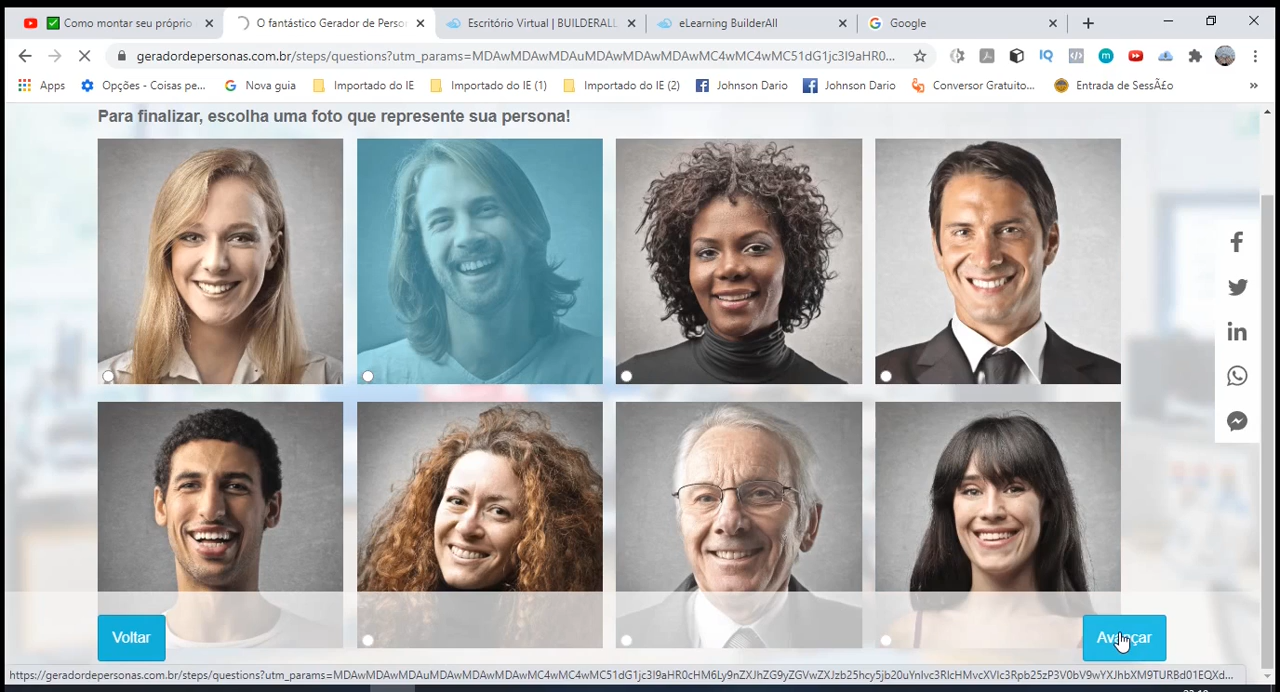 Como montar seu próprio
O fantástico Gerador de Perso
Escritório Virtual | BUILDERALL
eLearning BuilderAll
Google
geradordepersonas.com.br/steps/questions?utm_params=MDAwMDAwMDAuMDAwMDAwMDAwMC4wMC4wMC51dG1jc3I9aHR0...
Apps
Opções - Coisas pe...
Nova guia
Importado do IE
Importado do IE (1)
Importado do IE (2)
Johnson Dario
Johnson Dario
Conversor Gratuito...
Entrada de SessÃ£o
»
Para finalizar, escolha uma foto que represente sua persona!
Voltar
Avançar